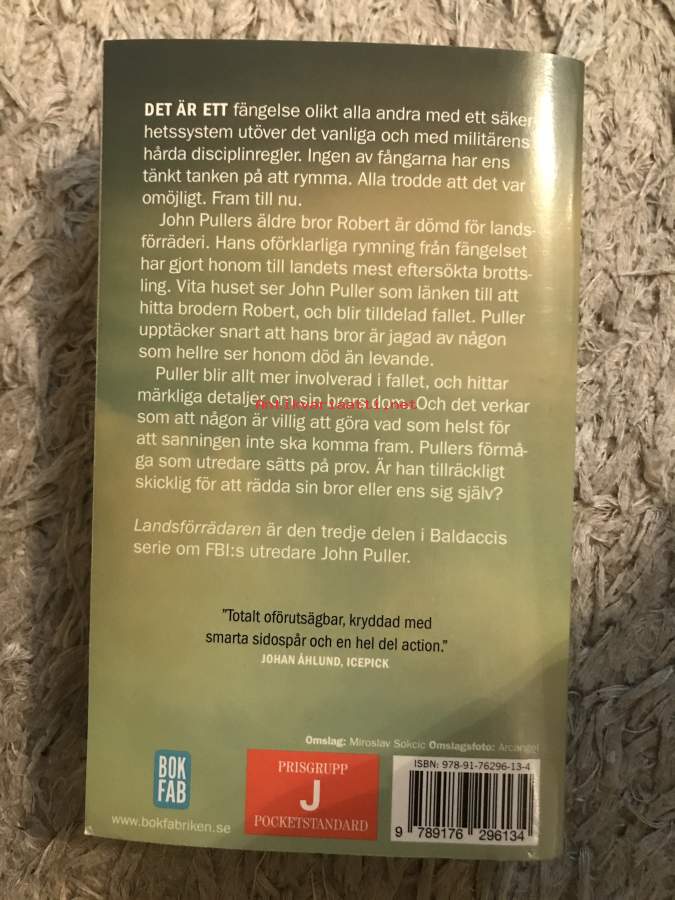 DET ÄR ETT fängelse olikt alla andra med ett säker-
hetssystem utöver det vanliga och med militärens
hårda disciplinregler. Ingen av fångarna har ens
tänkt tanken på att rymma. Alla trodde att det var
omöjligt. Fram till nu.
John Pullers äldre bror Robert är dömd för lands-
förräderi. Hans oförklarliga rymning från fängelset
har gjort honom till landets mest eftersökta brotts-
ling. Vita huset ser John Puller som länken till att
hitta brodern Robert, och blir tilldelad fallet. Puller
upptäcker snart att hans bror är jagad av någon
som hellre ser honom död än levande.
Puller blir allt mer involverad i fallet, och hittar
märkliga detaljer om sin brors dom. Och det verkar
Antikvariaatti.net
som att någon är villig att göra vad som helst för
att sanningen inte ska komma fram. Pullers förmå-
ga som utredare sätts på prov. Är han tillräckligt
skicklig för att rädda sin bror eller ens sig själv?
Landsförrädaren är den tredje delen i Baldaccis
serie om FBI:s utredare John Puller.
"Totalt oförutsägbar, kryddad med
smarta sidospår och en hel del action."
JOHAN ÅHLUND, ICEPICK
Omslag: Miroslav Sokcic Omslagsfoto: Arcangel
BOK
FAB
www.bokfabriken.se
PRISGRUPP
J
POCKETSTANDARD
ISBN: 978-91-76296-13-4
9 789176 296134